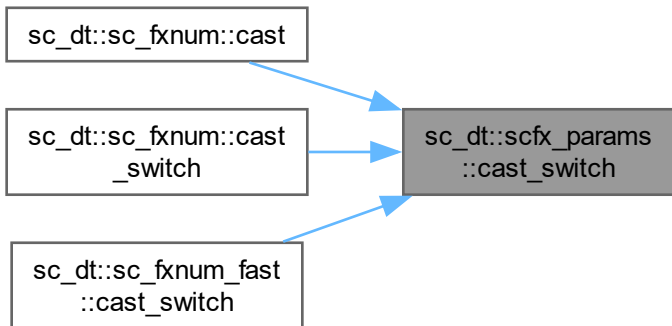 sc_dt::sc_fxnum::cast
sc_dt::sc_fxnum::cast
_switch
sc_dt::sc_fxnum_fast
::cast_switch
sc_dt::scfx_params
::cast_switch